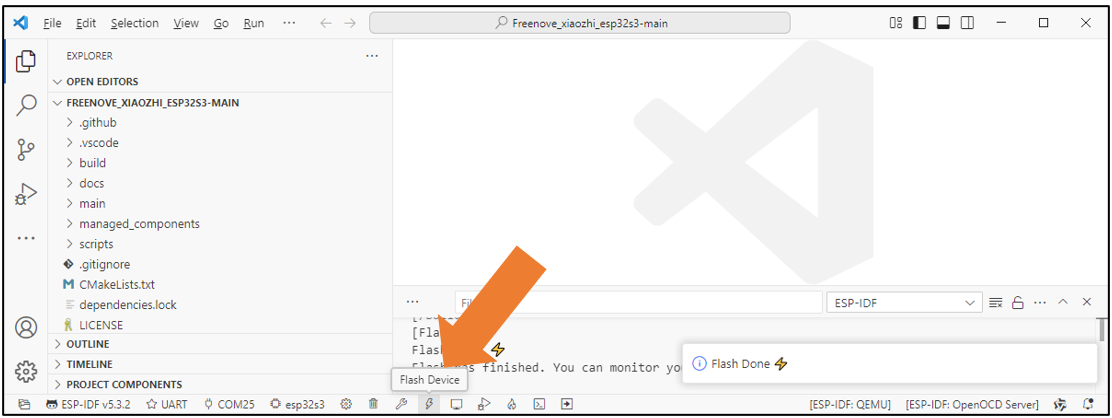 File Edit Selection View Go Run ··· Freenove_xiaozhi_esp32s3-main
EXPLORER ···
OPEN EDITORS
FREENOVE_XIAOZHI_ESP32S3-MAIN
.github
.vscode
build
docs
main
managed_components
scripts
.gitignore
M CMakeLists.txt
dependencies.lock
LICENSE
OUTLINE
TIMELINE
PROJECT COMPONENTS
··· ESP-IDF ···
[Fla
Flash ⚡
finished. You can monitor yo
Flash Done ⚡
Flash Device
ESP-IDF v5.3.2 UART COM25 esp32s3 [ESP-IDF: QEMU] [ESP-IDF: OpenOCD Server]